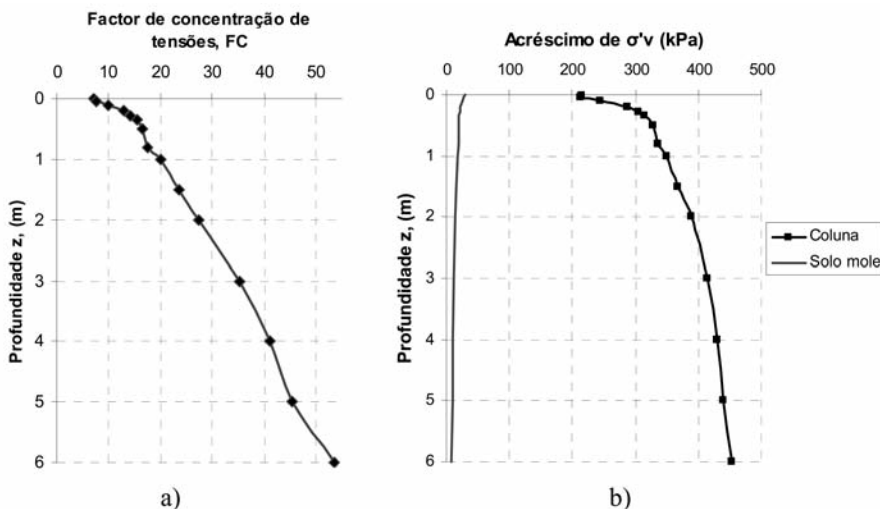 Factor de concentração de
tensões, FC
0 10 20 30 40 50
0
1
2
3
4
5
6
Profundidade z, (m)
a)
Acréscimo de σ'v (kPa)
0 100 200 300 400 500
0
1
2
3
4
5
6
Profundidade z, (m)
Coluna
Solo mole
b)